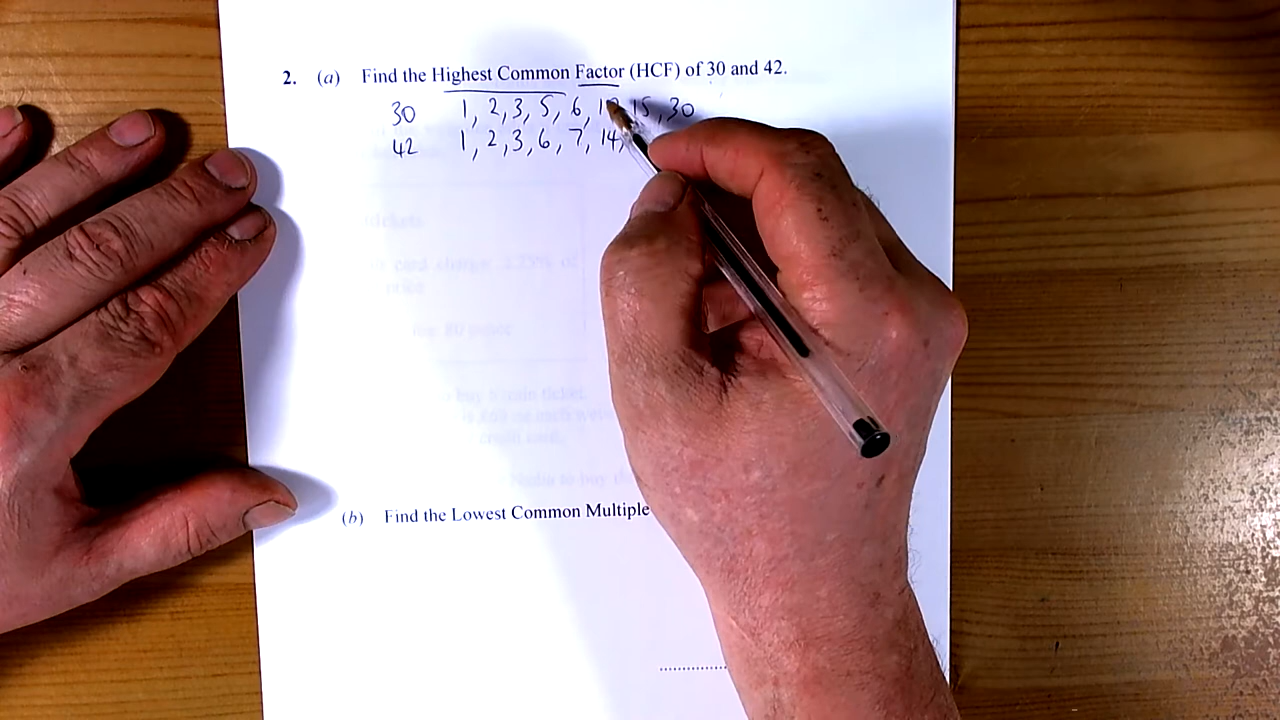 2. (a) Find the Highest Common Factor (HCF) of 30 and 42.
30 1, 2, 3, 5, 6, 15, 30
42 1, 2, 3, 6, 7, 14,
(b) Find the Lowest Common Multiple